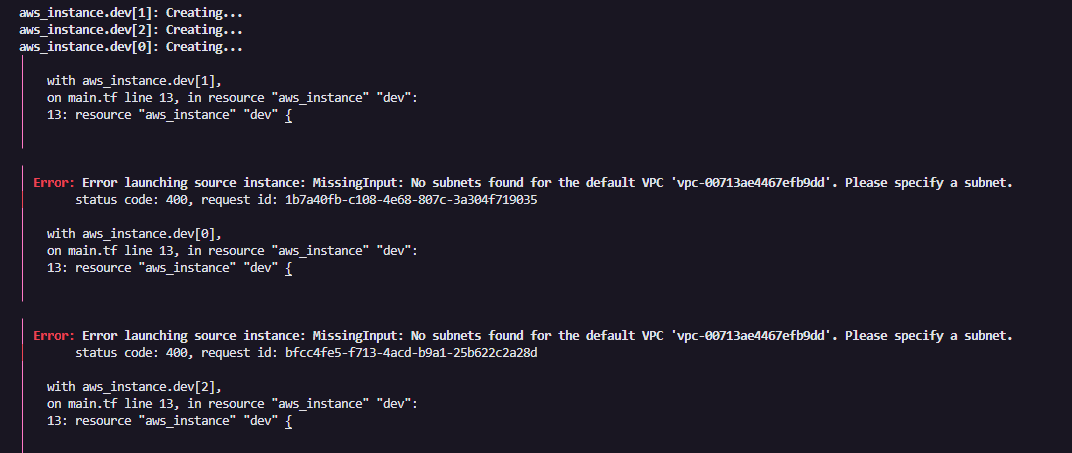 aws_instance.dev[1]: Creating...
aws_instance.dev[2]: Creating...
aws_instance.dev[0]: Creating...
with aws_instance.dev[1],
on main.tf line 13, in resource "aws_instance" "dev":
13: resource "aws_instance" "dev" {
Error: Error launching source instance: MissingInput: No subnets found for the default VPC 'vpc-00713ae4467efb9dd'. Please specify a subnet.
status code: 400, request id: 1b7a40fb-c108-4e68-807c-3a304f719035
with aws_instance.dev[0],
on main.tf line 13, in resource "aws_instance" "dev":
13: resource "aws_instance" "dev" {
Error: Error launching source instance: MissingInput: No subnets found for the default VPC 'vpc-00713ae4467efb9dd'. Please specify a subnet.
status code: 400, request id: bfcc4fe5-f713-4acd-b9a1-25b622c2a28d
with aws_instance.dev[2],
on main.tf line 13, in resource "aws_instance" "dev":
13: resource "aws_instance" "dev" {